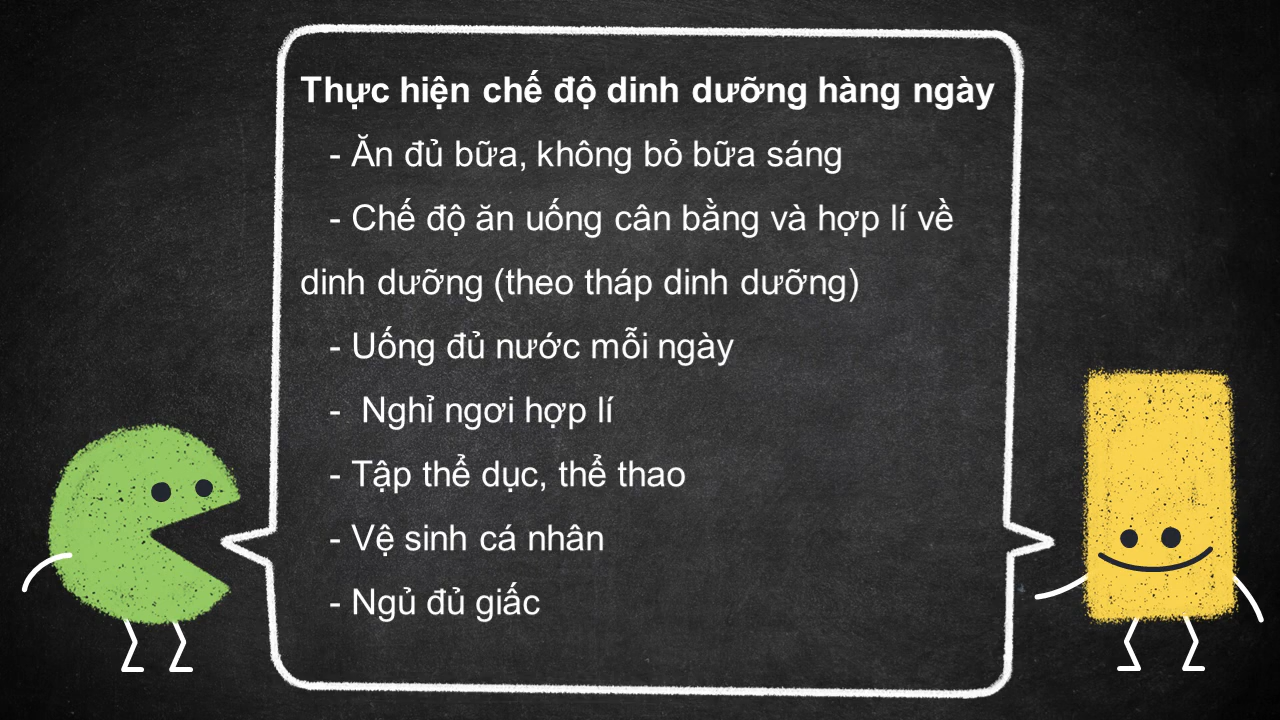 Thực hiện chế độ dinh dưỡng hàng ngày
- Ăn đủ bữa, không bỏ bữa sáng
- Chế độ ăn uống cân bằng và hợp lí về
dinh dưỡng (theo tháp dinh dưỡng)
- Uống đủ nước mỗi ngày
- Nghỉ ngơi hợp lí
- Tập thể dục, thể thao
- Vệ sinh cá nhân
- Ngủ đủ giấc